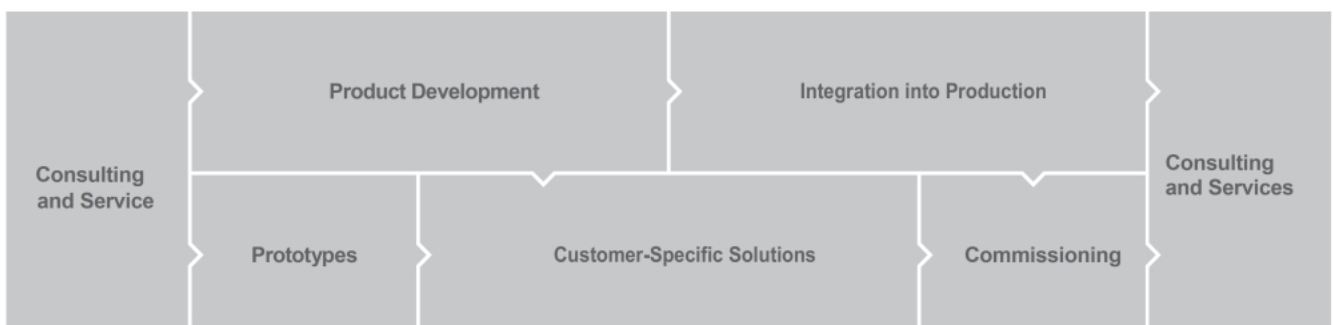 Consulting
and Service
Product Development
Integration into Production
Prototypes
Customer-Specific Solutions
Commissioning
Consulting
and Services